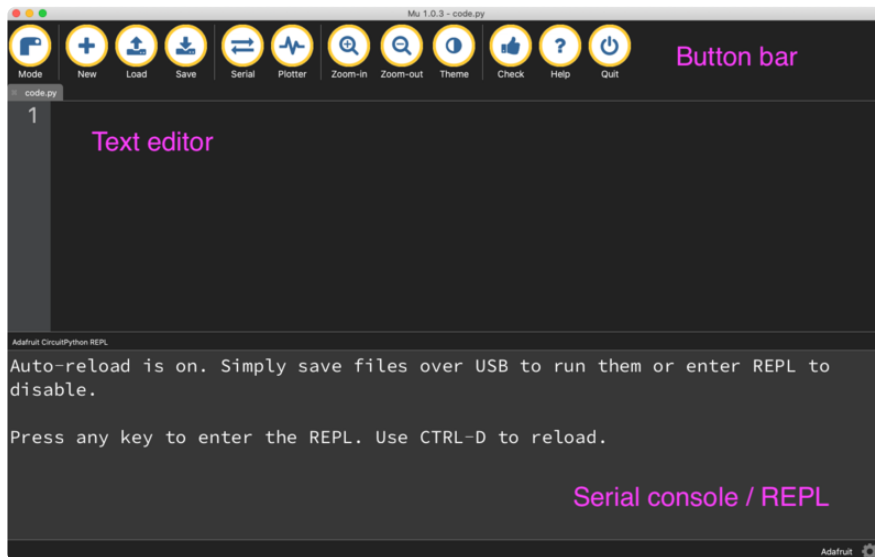 Mu 1.0.3 - code.py
Mode New Load Save Serial Plotter Zoom-in Zoom-out Theme Check Help Quit
Button bar
code.py
1
Text editor
Adafruit CircuitPython REPL
Auto-reload is on. Simply save files over USB to run them or enter REPL to
disable.
Press any key to enter the REPL. Use CTRL-D to reload.
Serial console / REPL
Adafruit